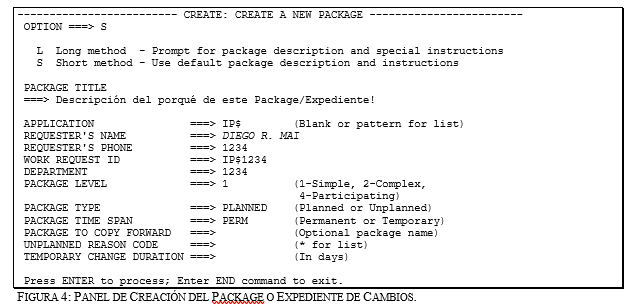 ------------------------- CREATE: CREATE A NEW PACKAGE ------------------------
OPTION ===> S
L  Long method  - Prompt for package description and special instructions
S  Short method - Use default package description and instructions
PACKAGE TITLE
===> Descripción del porqué de este Package/Expediente!
APPLICATION              ===> IP$        (Blank or pattern for list)
REQUESTER'S NAME         ===> DIEGO R. MAI
REQUESTER'S PHONE        ===> 1234
WORK REQUEST ID          ===> IP$1234
DEPARTMENT               ===> 1234
PACKAGE LEVEL            ===> 1          (1-Simple, 2-Complex,
4-Participating)
PACKAGE TYPE             ===> PLANNED    (Planned or Unplanned)
PACKAGE TIME SPAN        ===> PERM       (Permanent or Temporary)
PACKAGE TO COPY FORWARD  ===>            (Optional package name)
UNPLANNED REASON CODE    ===>            (* for list)
TEMPORARY CHANGE DURATION ===>           (In days)
Press ENTER to process; Enter END command to exit.
FIGURA 4: PANEL DE CREACIÓN DEL PACKAGE O EXPEDIENTE DE CAMBIOS.